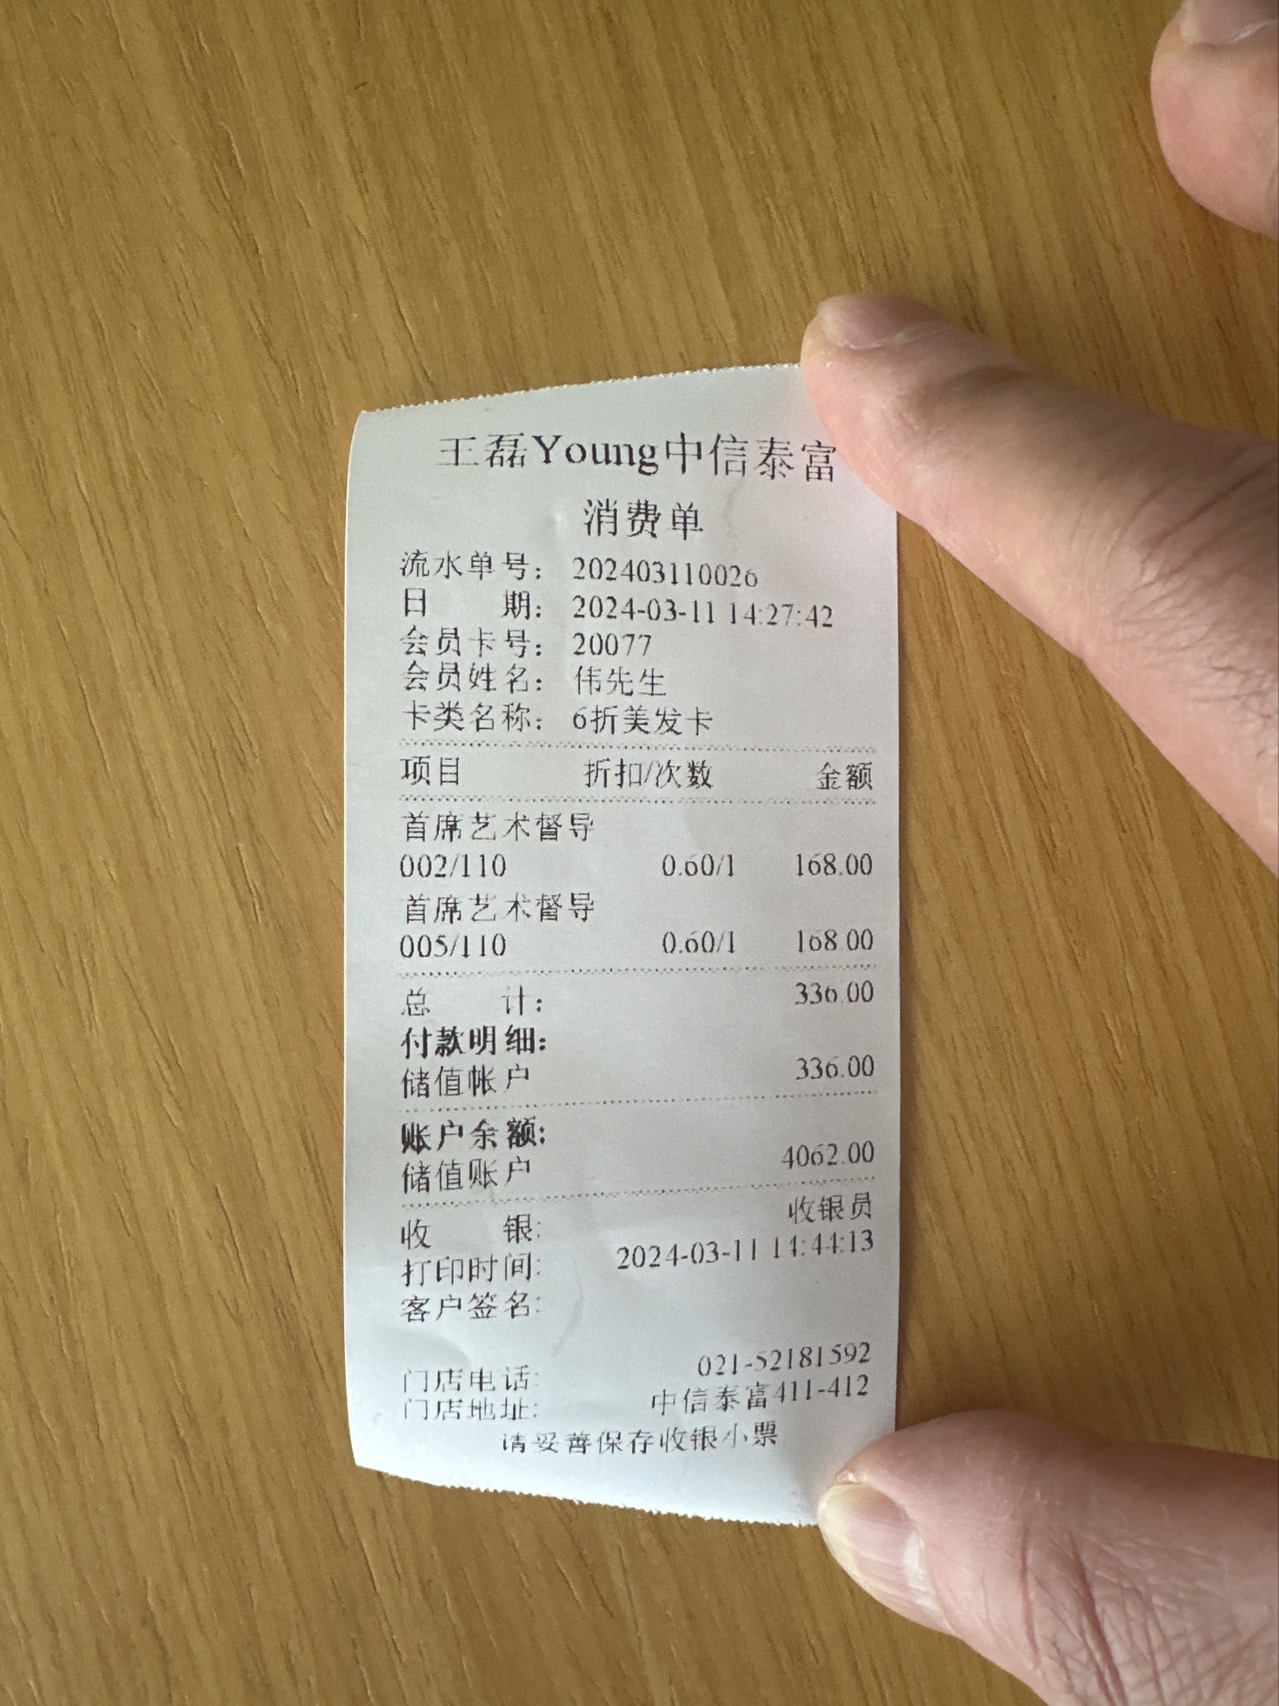 王磊Young中信泰富
消费单
流水单号： 202403110026
日 期： 2024-03-11 14:27:42
会员卡号： 20077
会员姓名： 伟先生
卡类名称： 6折美发卡
项目 折扣/次数 金额
首席艺术督导
002/110 0.60/1 168.00
首席艺术督导
005/110 0.60/1 168.00
总 计： 336.00
付款明细：
储值帐户 336.00
账户余额：
储值账户 4062.00
收 银: 收银员
打印时间: 2024-03-11 14:44:13
客户签名:
门店电话: 021-52181592
门店地址: 中信泰富411-412
请妥善保存收银小票